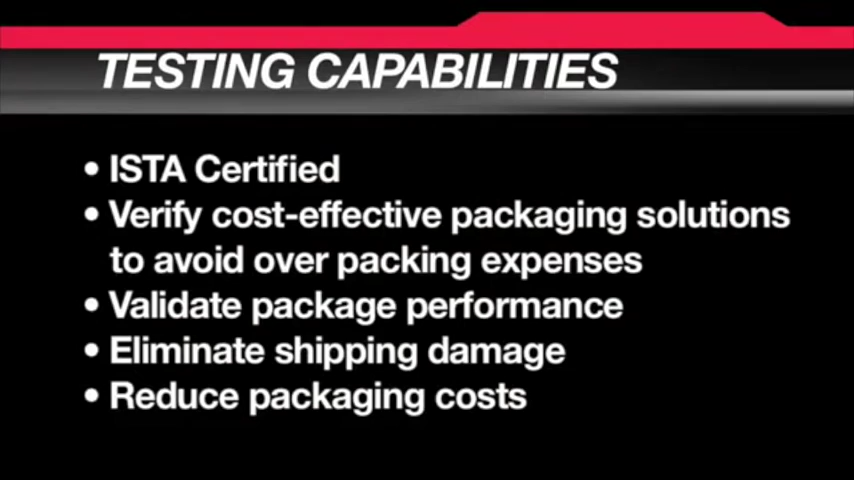 TESTING CAPABILITIES
• ISTA Certified
• Verify cost-effective packaging solutions
to avoid over packing expenses
• Validate package performance
• Eliminate shipping damage
• Reduce packaging costs